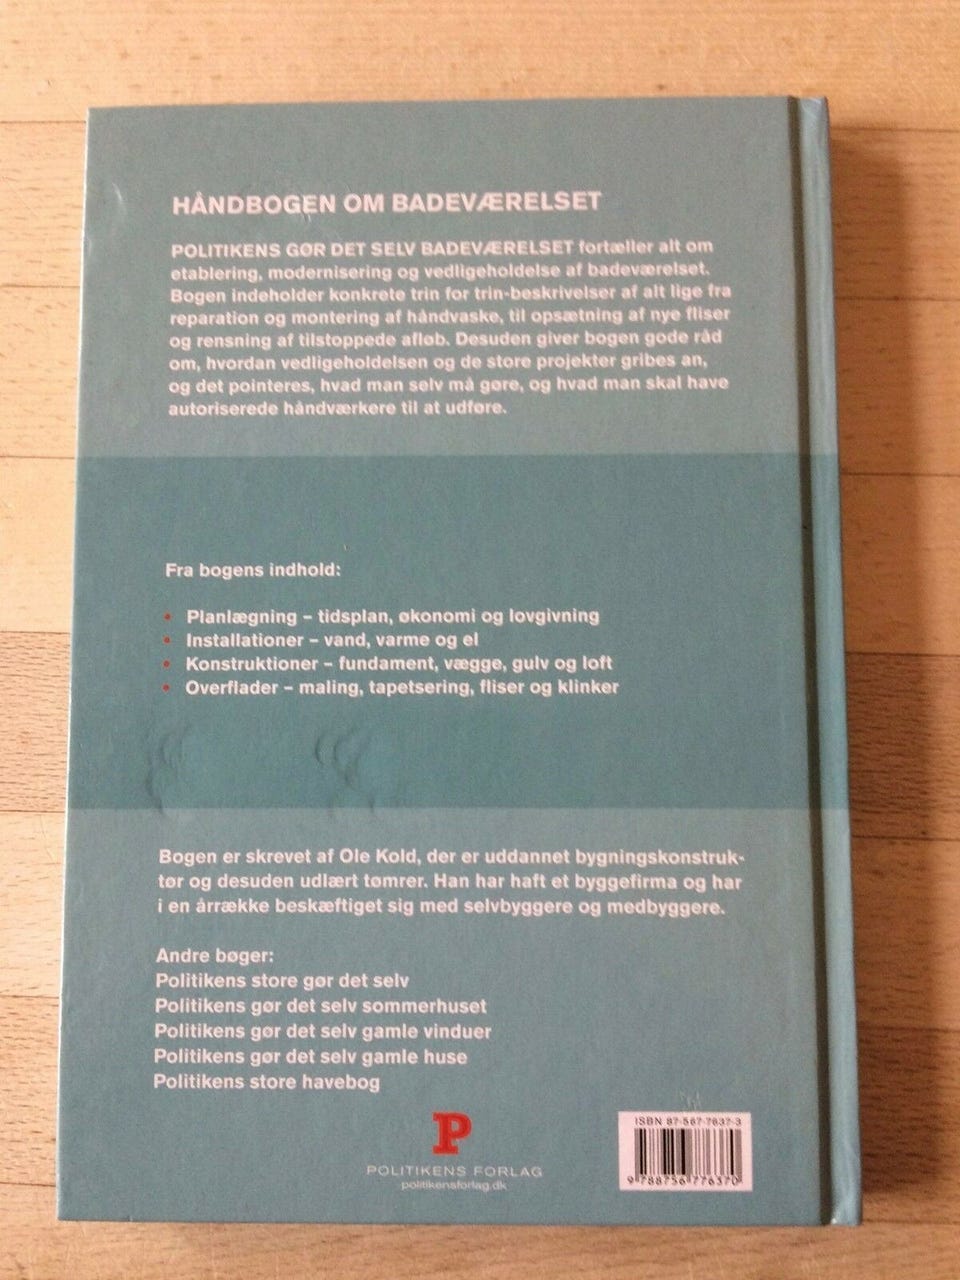 HÅNDBOGEN OM BADEVÆRELSET
POLITIKENS GØR DET SELV BADEVÆRELSET fortæller alt om
etablering, modernisering og vedligeholdelse af badeværelset.
Bogen indeholder konkrete trin for trin-beskrivelser af alt lige fra
reparation og montering af håndvaske, til opsætning af nye fliser
og rensning af tilstoppede afløb. Desuden giver bogen gode råd
om, hvordan vedligeholdelsen og de store projekter gribes an,
og det pointeres, hvad man selv må gøre, og hvad man skal have
autoriserede håndværkere til at udføre.
Fra bogens indhold:
• Planlægning – tidsplan, økonomi og lovgivning
• Installationer – vand, varme og el
• Konstruktioner – fundament, vægge, gulv og loft
• Overflader – maling, tapetsering, fliser og klinker
Bogen er skrevet af Ole Kold, der er uddannet bygningskonstruk-
tør og desuden udlært tømrer. Han har haft et byggefirma og har
i en årrække beskæftiget sig med selvbyggere og medbyggere.
Andre bøger:
Politikens store gør det selv
Politikens gør det selv sommerhuset
Politikens gør det selv gamle vinduer
Politikens gør det selv gamle huse
Politikens store havebog
P
POLITIKENS FORLAG
politikensforlag.dk
ISBN 87-567-7637-3
9 788756 776370